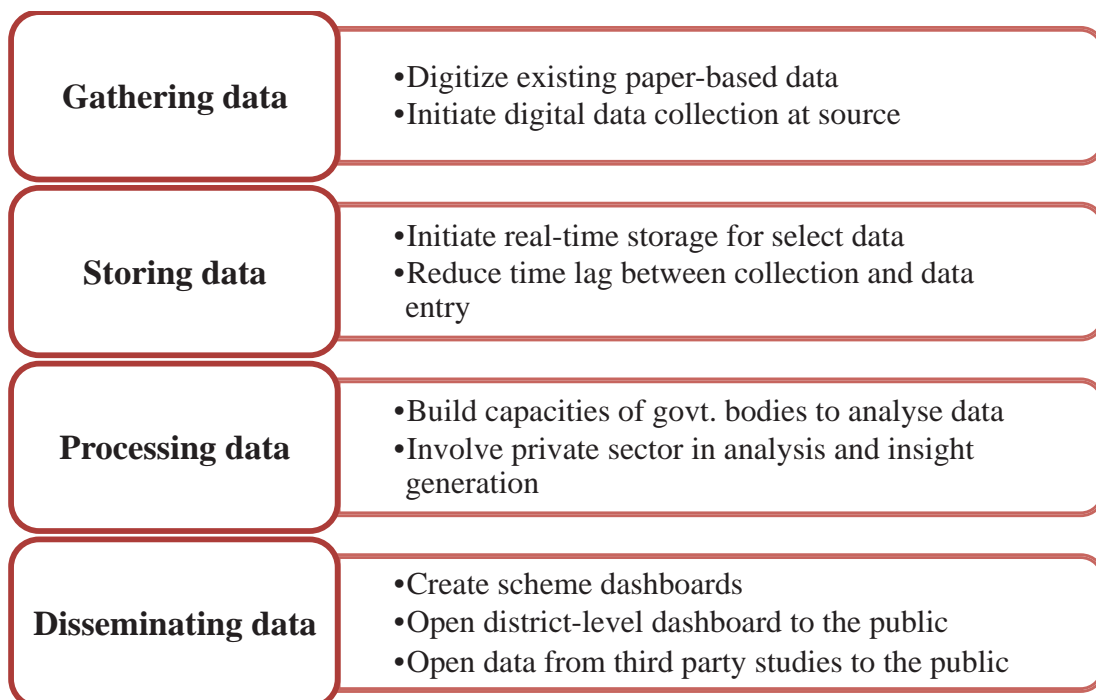 Gathering data
•Digitize existing paper-based data
•Initiate digital data collection at source
Storing data
•Initiate real-time storage for select data
•Reduce time lag between collection and data
entry
Processing data
•Build capacities of govt. bodies to analyse data
•Involve private sector in analysis and insight
generation
Disseminating data
•Create scheme dashboards
•Open district-level dashboard to the public
•Open data from third party studies to the public